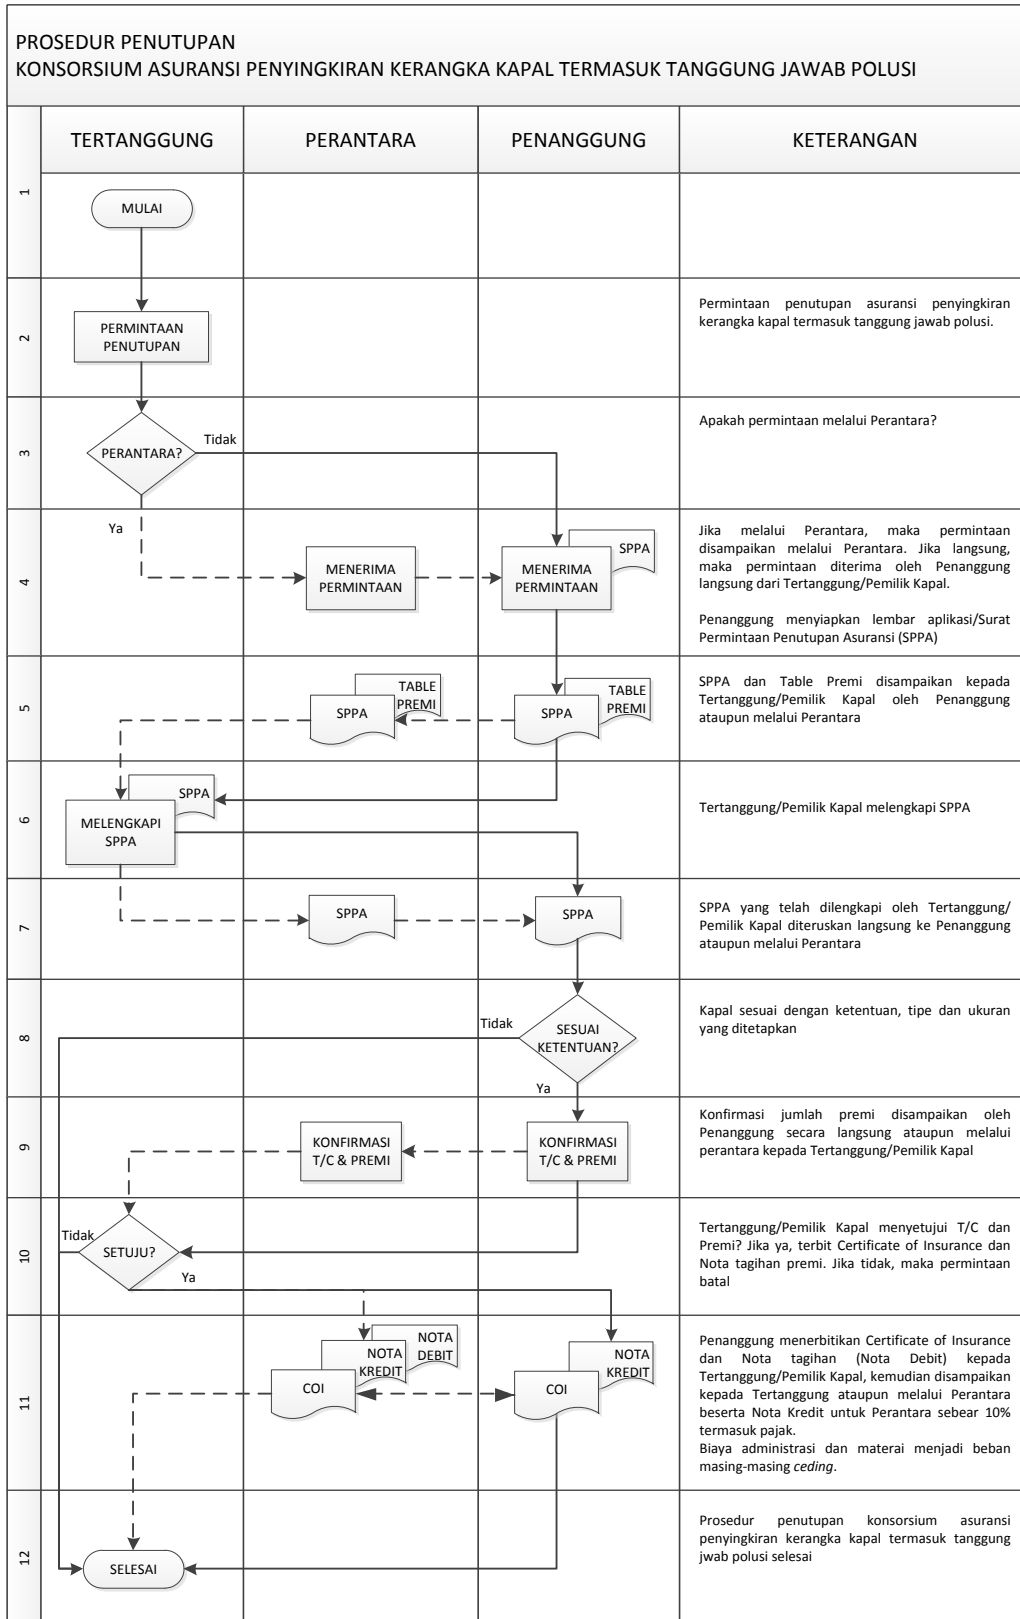 PROSEDUR PENUTUPAN
KONSORSIUM ASURANSI PENYINGKIRAN KERANGKA KAPAL TERMASUK TANGGUNG JAWAB POLUSI
TERTANGGUNG
PERANTARA
PENANGGUNG
KETERANGAN
1
MULAI
2
PERMINTAAN
PENUTUPAN
Permintaan penutupan asuransi penyingkiran
kerangka kapal termasuk tanggung jawab polusi.
3
PERANTARA?
Tidak
Apakah permintaan melalui Perantara?
Ya
4
MENERIMA
PERMINTAAN
MENERIMA
PERMINTAAN
SPPA
Jika melalui Perantara, maka permintaan
disampaikan melalui Perantara. Jika langsung,
maka permintaan diterima oleh Penanggung
langsung dari Tertanggung/Pemilik Kapal.
Penanggung menyiapkan lembar aplikasi/Surat
Permintaan Penutupan Asuransi (SPPA)
5
TABLE
PREMI
SPPA
TABLE
PREMI
SPPA
SPPA dan Table Premi disampaikan kepada
Tertanggung/Pemilik Kapal oleh Penanggung
ataupun melalui Perantara
6
SPPA
MELENGKAPI
SPPA
Tertanggung/Pemilik Kapal melengkapi SPPA
7
SPPA
SPPA
SPPA yang telah dilengkapi oleh Tertanggung/
Pemilik Kapal diteruskan langsung ke Penanggung
ataupun melalui Perantara
8
Tidak
SESUAI
KETENTUAN?
Ya
Kapal sesuai dengan ketentuan, tipe dan ukuran
yang ditetapkan
9
KONFIRMASI
T/C & PREMI
KONFIRMASI
T/C & PREMI
Konfirmasi jumlah premi disampaikan oleh
Penanggung secara langsung ataupun melalui
perantara kepada Tertanggung/Pemilik Kapal
10
Tidak
SETUJU?
Ya
Tertanggung/Pemilik Kapal menyetujui T/C dan
Premi? Jika ya, terbit Certificate of Insurance dan
Nota tagihan premi. Jika tidak, maka permintaan
batal
11
NOTA
DEBIT
NOTA
KREDIT
COI
NOTA
KREDIT
COI
Penanggung menerbitikan Certificate of Insurance
dan Nota tagihan (Nota Debit) kepada
Tertanggung/Pemilik Kapal, kemudian disampaikan
kepada Tertanggung ataupun melalui Perantara
beserta Nota Kredit untuk Perantara sebear 10%
termasuk pajak.
Biaya administrasi dan materai menjadi beban
masing-masing ceding.
12
SELESAI
Prosedur penutupan konsorsium asuransi
penyingkiran kerangka kapal termasuk tanggung
jwab polusi selesai